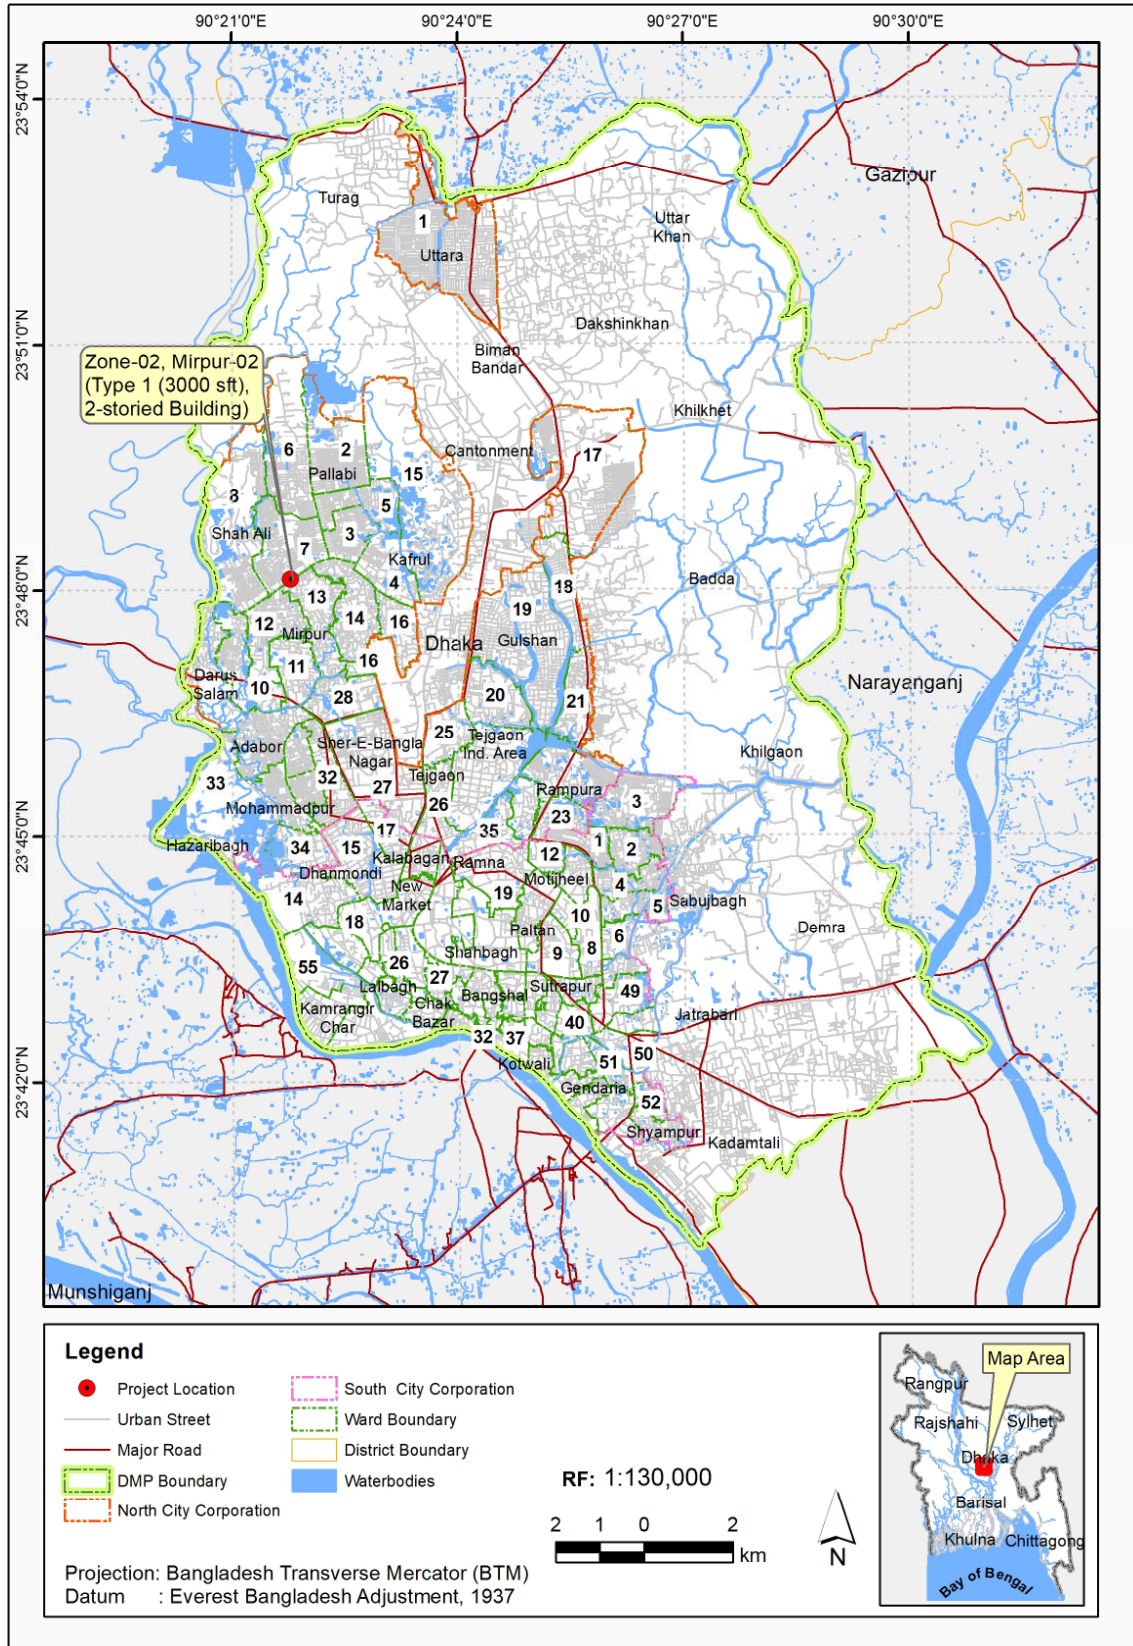 90°21'0"E 90°24'0"E 90°27'0"E 90°30'0"E
23°54'0"N
23°51'0"N
23°48'0"N
23°45'0"N
23°42'0"N
Gazipur
Turag
1
Uttara
Uttar
Khan
Dakshinkhan
Biman
Bandar
Zone-02, Mirpur-02
(Type 1 (3000 sft),
2-storied Building)
Khilkhet
Cantonment
17
6
2
Pallabi
15
8
5
Shah Ali
3
7
Kafrul
4
Badda
18
13
19
12
14
16
Mirpur
Dhaka
Gulshan
11
16
Darus
Salam
10
28
20
21
Narayanganj
25
Tejgaon
Ind. Area
Adabor
Sher-E-Bangla
Nagar
Khilgaon
33
32
27
Tejgaon
Rampura
Mohammadpur
26
3
23
17
35
1
Hazaribagh
34
15
Kalabagan
Ramna
12
2
Dhanmondi
New
Market
Motijheel
4
14
19
5
Sabujbagh
18
10
Paltan
6
Demra
Shahbagh
9
8
55
26
27
Lalbagh
Sutrapur
49
Kamrangir
Char
Chak
Bazar
Bangshal
Jatrabari
32
37
40
Kotwali
51
50
Gendaria
52
Shyampur
Kadamtali
Munshiganj
Legend
Project Location
Urban Street
Major Road
DMP Boundary
North City Corporation
South City Corporation
Ward Boundary
District Boundary
Waterbodies
RF: 1:130,000
2 1 0 2
km
N
Projection: Bangladesh Transverse Mercator (BTM)
Datum : Everest Bangladesh Adjustment, 1937
Map Area
Rangpur
Rajshahi
Sylhet
Dhaka
Barisal
Khulna
Chittagong
Bay of Bengal